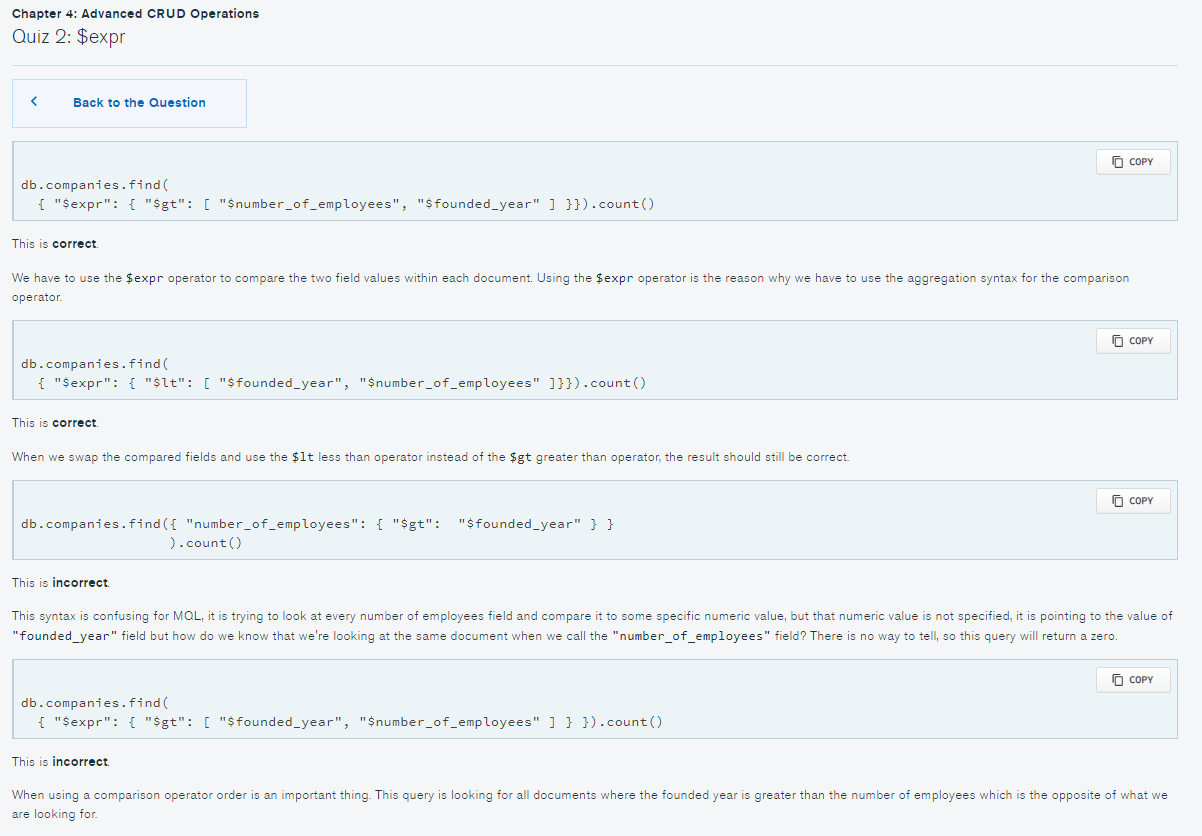 Chapter 4: Advanced CRUD Operations
Quiz 2: $expr
Back to the Question
COPY
db.companies.find(
  { "$expr": { "$gt": [ "$number_of_employees", "$founded_year" ] }}).count()
This is correct.
We have to use the $expr operator to compare the two field values within each document. Using the $expr operator is the reason why we have to use the aggregation syntax for the comparison
operator.
COPY
db.companies.find(
  { "$expr": { "$lt": [ "$founded_year", "$number_of_employees" ]}}).count()
This is correct.
When we swap the compared fields and use the $lt less than operator instead of the $gt greater than operator, the result should still be correct.
COPY
db.companies.find({ "number_of_employees": { "$gt":  "$founded_year" } }
                  ).count()
This is incorrect.
This syntax is confusing for MQL, it is trying to look at every number of employees field and compare it to some specific numeric value, but that numeric value is not specified, it is pointing to the value of
"founded_year" field but how do we know that we're looking at the same document when we call the "number_of_employees" field? There is no way to tell, so this query will return a zero.
COPY
db.companies.find(
  { "$expr": { "$gt": [ "$founded_year", "$number_of_employees" ] } }).count()
This is incorrect.
When using a comparison operator order is an important thing. This query is looking for all documents where the founded year is greater than the number of employees which is the opposite of what we
are looking for.